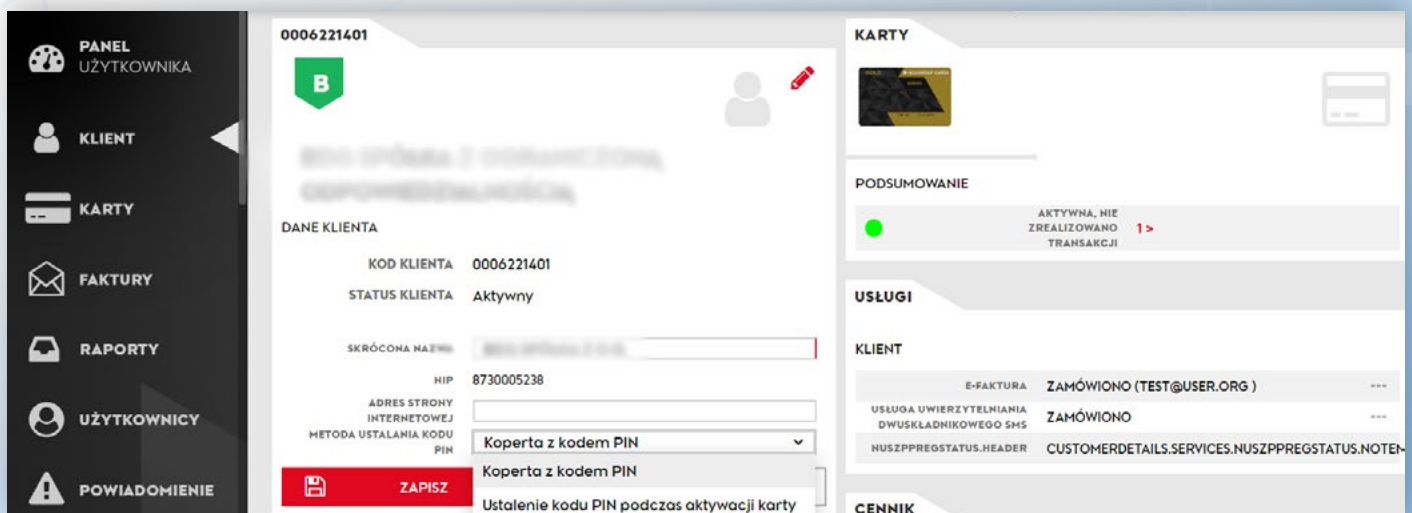 PANEL
UŻYTKOWNIKA
KLIENT
KARTY
FAKTURY
RAPORTY
UŻYTKOWNICY
POWIADOMIENIE
0006221401
B
DANE KLIENTA
KOD KLIENTA 0006221401
STATUS KLIENTA Aktywny
SKRÓCONA
NIP 8730005238
ADRES STRONY
INTERNETOWEJ
METODA USTALANIA KODU
PIN
Koperta z kodem PIN
Koperta z kodem PIN
Ustalenie kodu PIN podczas aktywacji karty
ZAPISZ
KARTY
GOLD
PODSUMOWANIE
AKTYWNA, NIE
ZREALIZOWANO 1 >
TRANSAKCJI
USŁUGI
KLIENT
E-FAKTURA ZAMÓWIONO (TEST@USER.ORG ) ---
USŁUGA UWIERZYTELNIANIA
DWUSKŁADNIKOWEGO SMS ZAMÓWIONO ---
NUSZPPREGSTATUS.HEADER CUSTOMERDETAILS.SERVICES.NUSZPPREGSTATUS.NOTEM
CENNIK